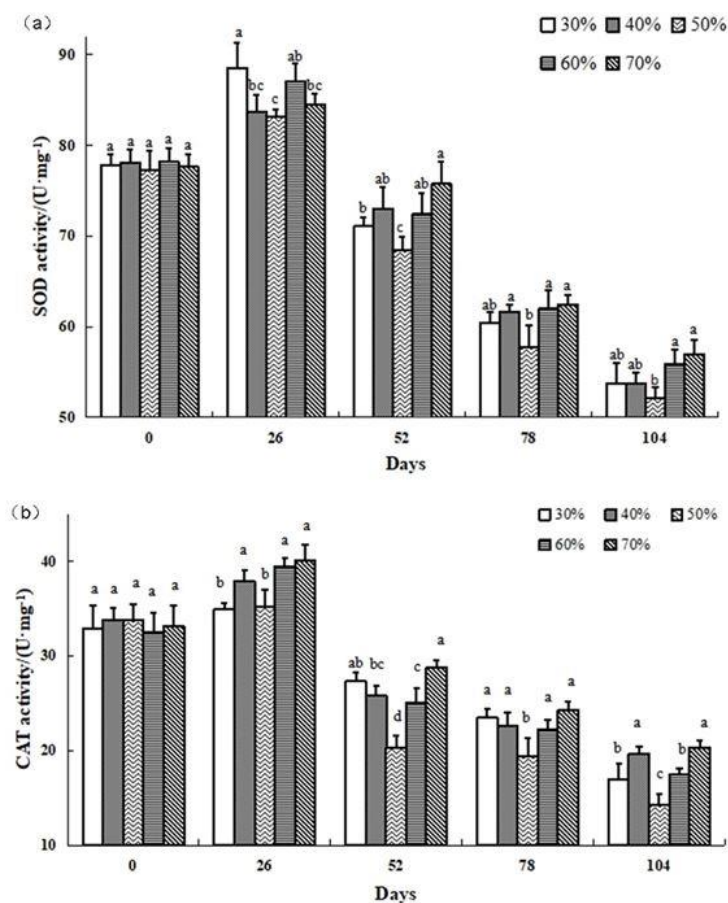 (a)
30% 40% 50%
60% 70%
SOD activity/(U·mg⁻¹)
90
80
70
60
50
a a a a a
a bc c ab bc
b ab c ab a
ab a b a a
ab ab b a a
0 26 52 78 104
Days
(b)
30% 40% 50%
60% 70%
CAT activity/(U·mg⁻¹)
40
30
20
10
a a a a a
b a b a a
ab bc d c a
a a b a a
b a c b a
0 26 52 78 104
Days